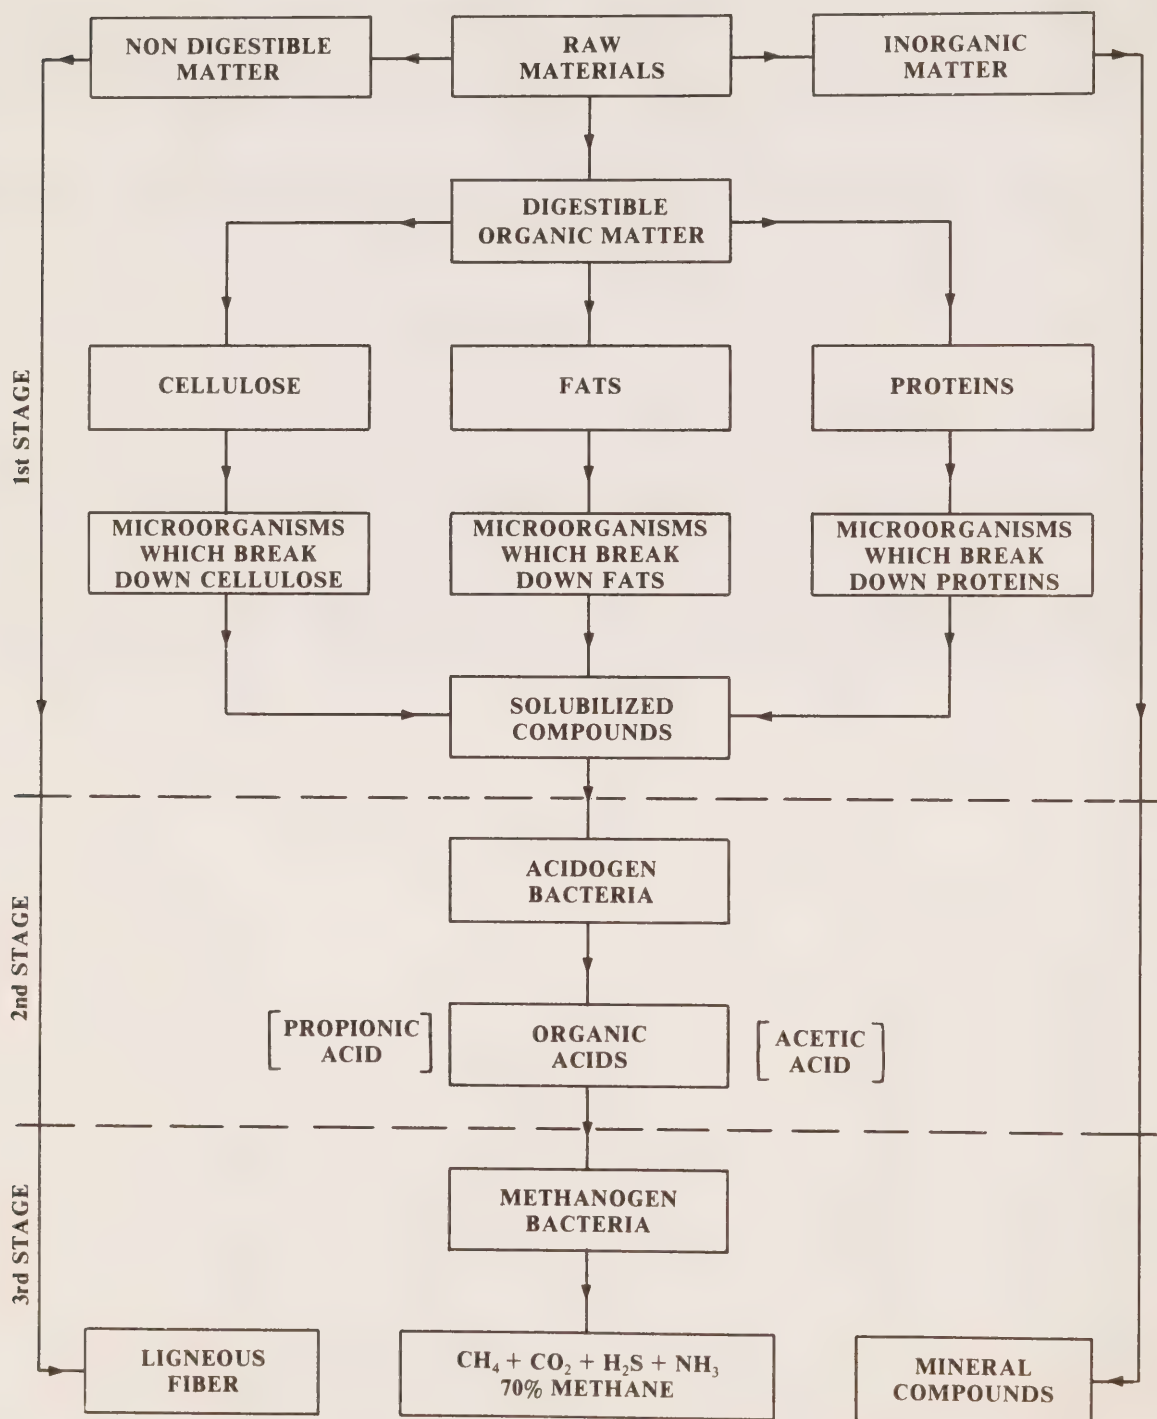 NON DIGESTIBLE
MATTER
RAW
MATERIALS
INORGANIC
MATTER
DIGESTIBLE
ORGANIC MATTER
1st STAGE
CELLULOSE
FATS
PROTEINS
MICROORGANISMS
WHICH BREAK
DOWN CELLULOSE
MICROORGANISMS
WHICH BREAK
DOWN FATS
MICROORGANISMS
WHICH BREAK
DOWN PROTEINS
SOLUBILIZED
COMPOUNDS
2nd STAGE
ACIDOGEN
BACTERIA
[PROPIONIC
ACID]
ORGANIC
ACIDS
[ACETIC
ACID]
3rd STAGE
METHANOGEN
BACTERIA
LIGNEOUS
FIBER
CH₄ + CO₂ + H₂S + NH₃
70% METHANE
MINERAL
COMPOUNDS